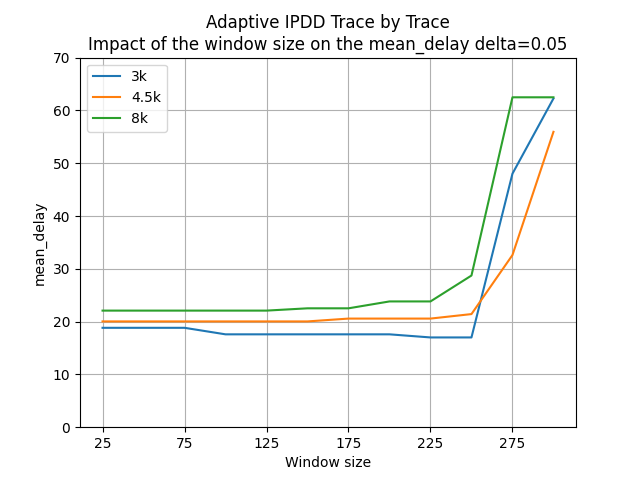 Adaptive IPDD Trace by Trace
Impact of the window size on the mean_delay delta=0.05
3k
4.5k
8k
70
60
50
40
30
20
10
0
mean_delay
25 75 125 175 225 275
Window size